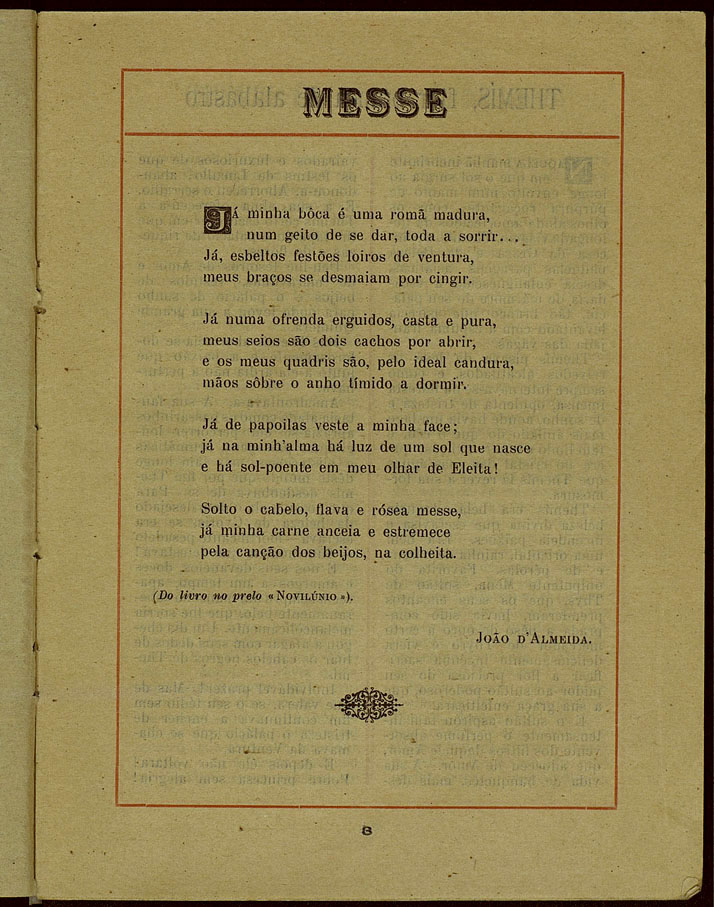 MESSE
Já minha bôca é uma romã madura,
num geito de se dar, toda a sorrir...
Já, esbeltos festões loiros de ventura,
meus braços se desmaiam por cingir.
Já numa ofrenda erguidos, casta e pura,
meus seios são dois cachos por abrir,
e os meus quadris são, pelo ideal candura,
mãos sôbre o anho tímido a dormir.
Já de papoilas veste a minha face;
já na minh'alma há luz de um sol que nasce
e há sol-poente em meu olhar de Eleita!
Solto o cabelo, flava e rósea messe,
já minha carne anceia e estremece
pela canção dos beijos, na colheita.
(Do livro no prelo «NOVILÚNIO»).
JOÃO D'ALMEIDA.
8